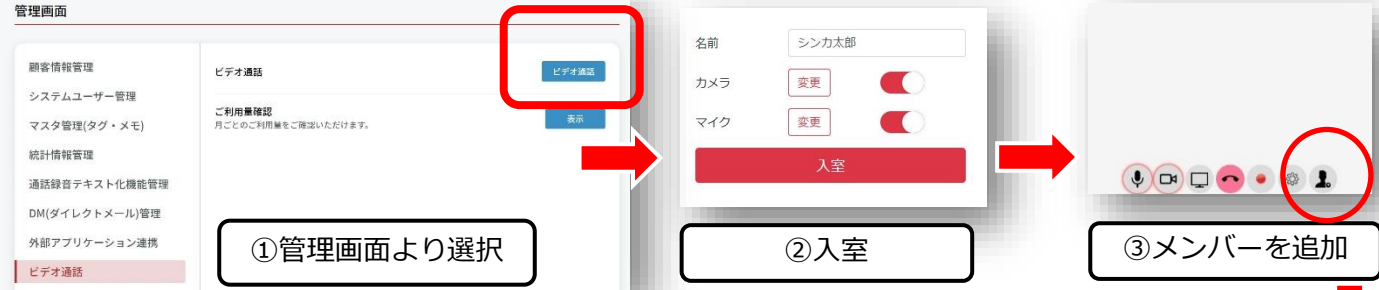 管理画面
顧客情報管理
システムユーザー管理
マスタ管理(タグ・メモ)
統計情報管理
通話録音テキスト化機能管理
DM(ダイレクトメール)管理
外部アプリケーション連携
ビデオ通話
ビデオ通話
ビデオ通話
ご利用量確認
月ごとのご利用量をご確認いただけます。
表示
①管理画面より選択
名前
シンカ太郎
カメラ
変更
マイク
変更
入室
②入室
③メンバーを追加